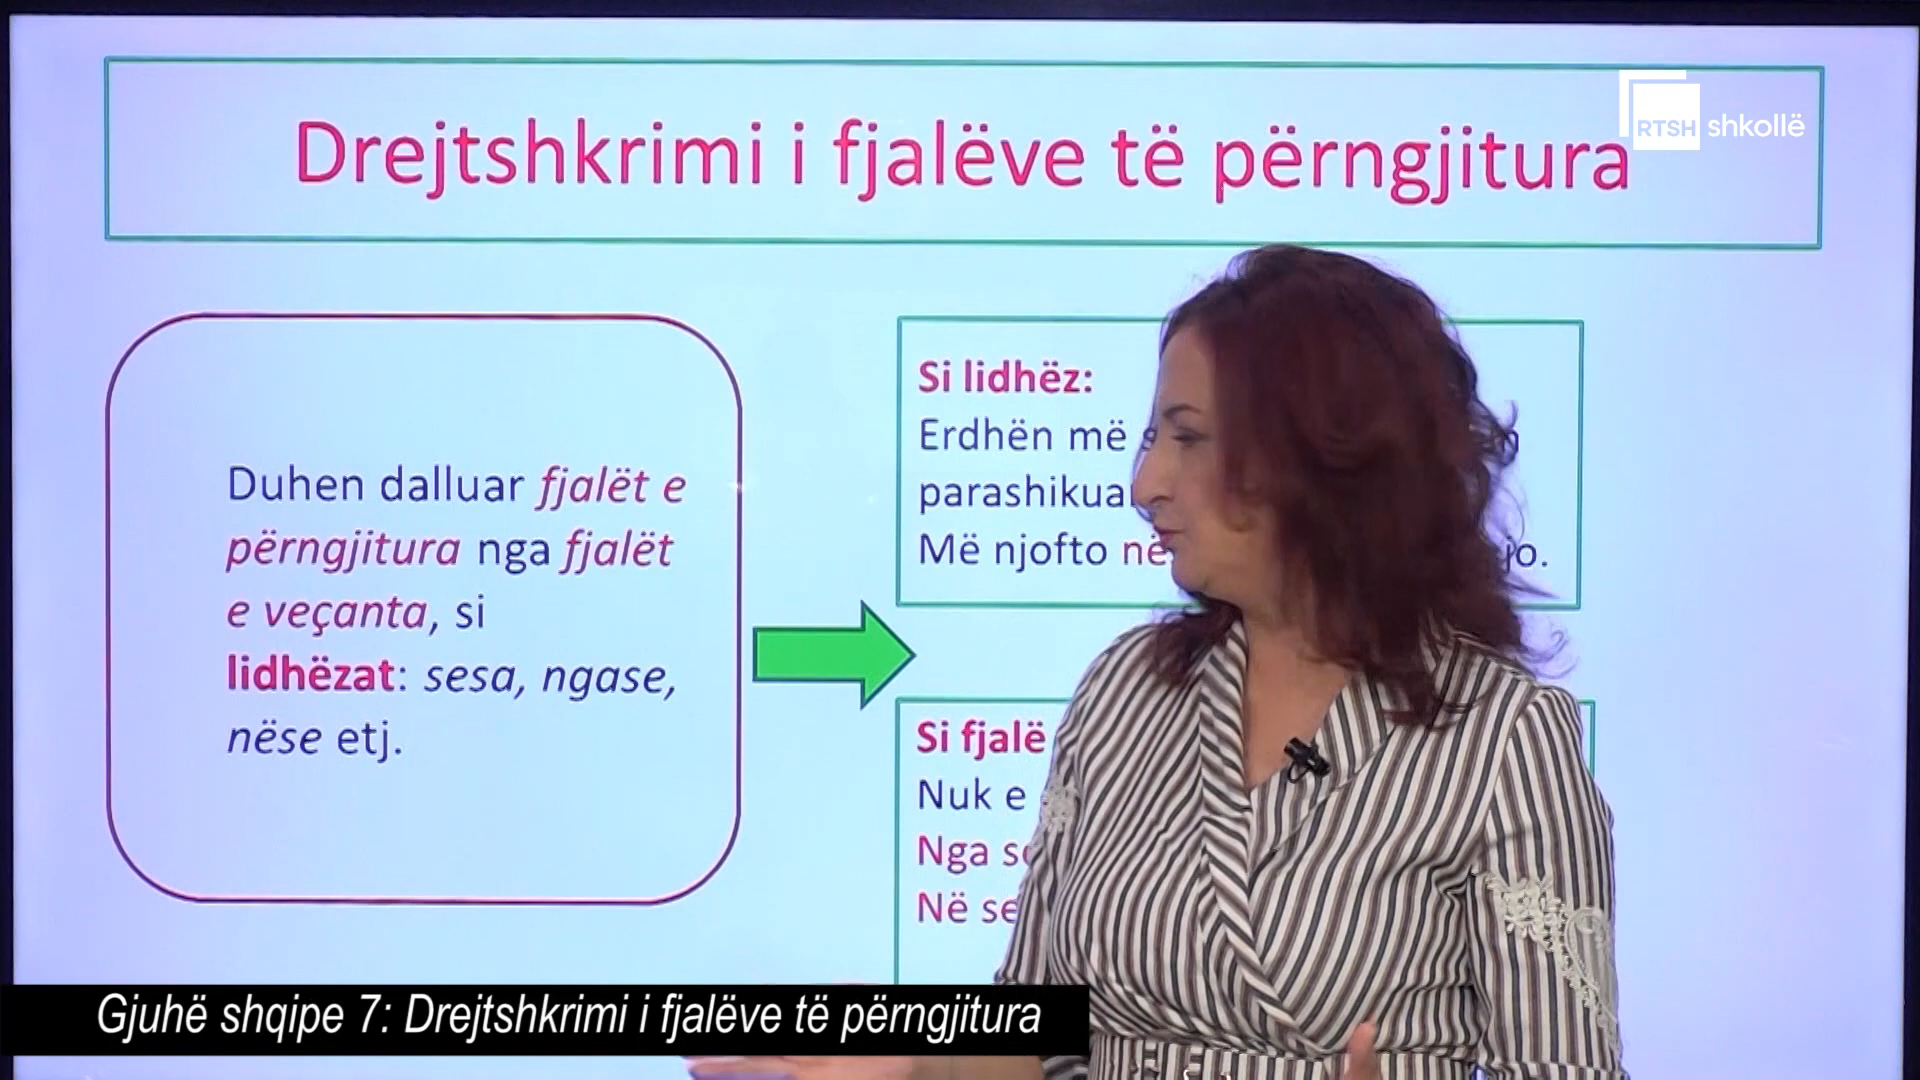 Drejtshkrimi i fjalëve të përngjitura
RTSH shkollë
Duhen dalluar fjalët e
përngjitura nga fjalët
e veçanta, si
lidhëzat: sesa, ngase,
nëse etj.
Si lidhëz:
Erdhën më
parashikua
Më njofto në jo.
Si fjalë
Nuk e
Nga
Në
Gjuhë shqipe 7: Drejtshkrimi i fjalëve të përngjitura